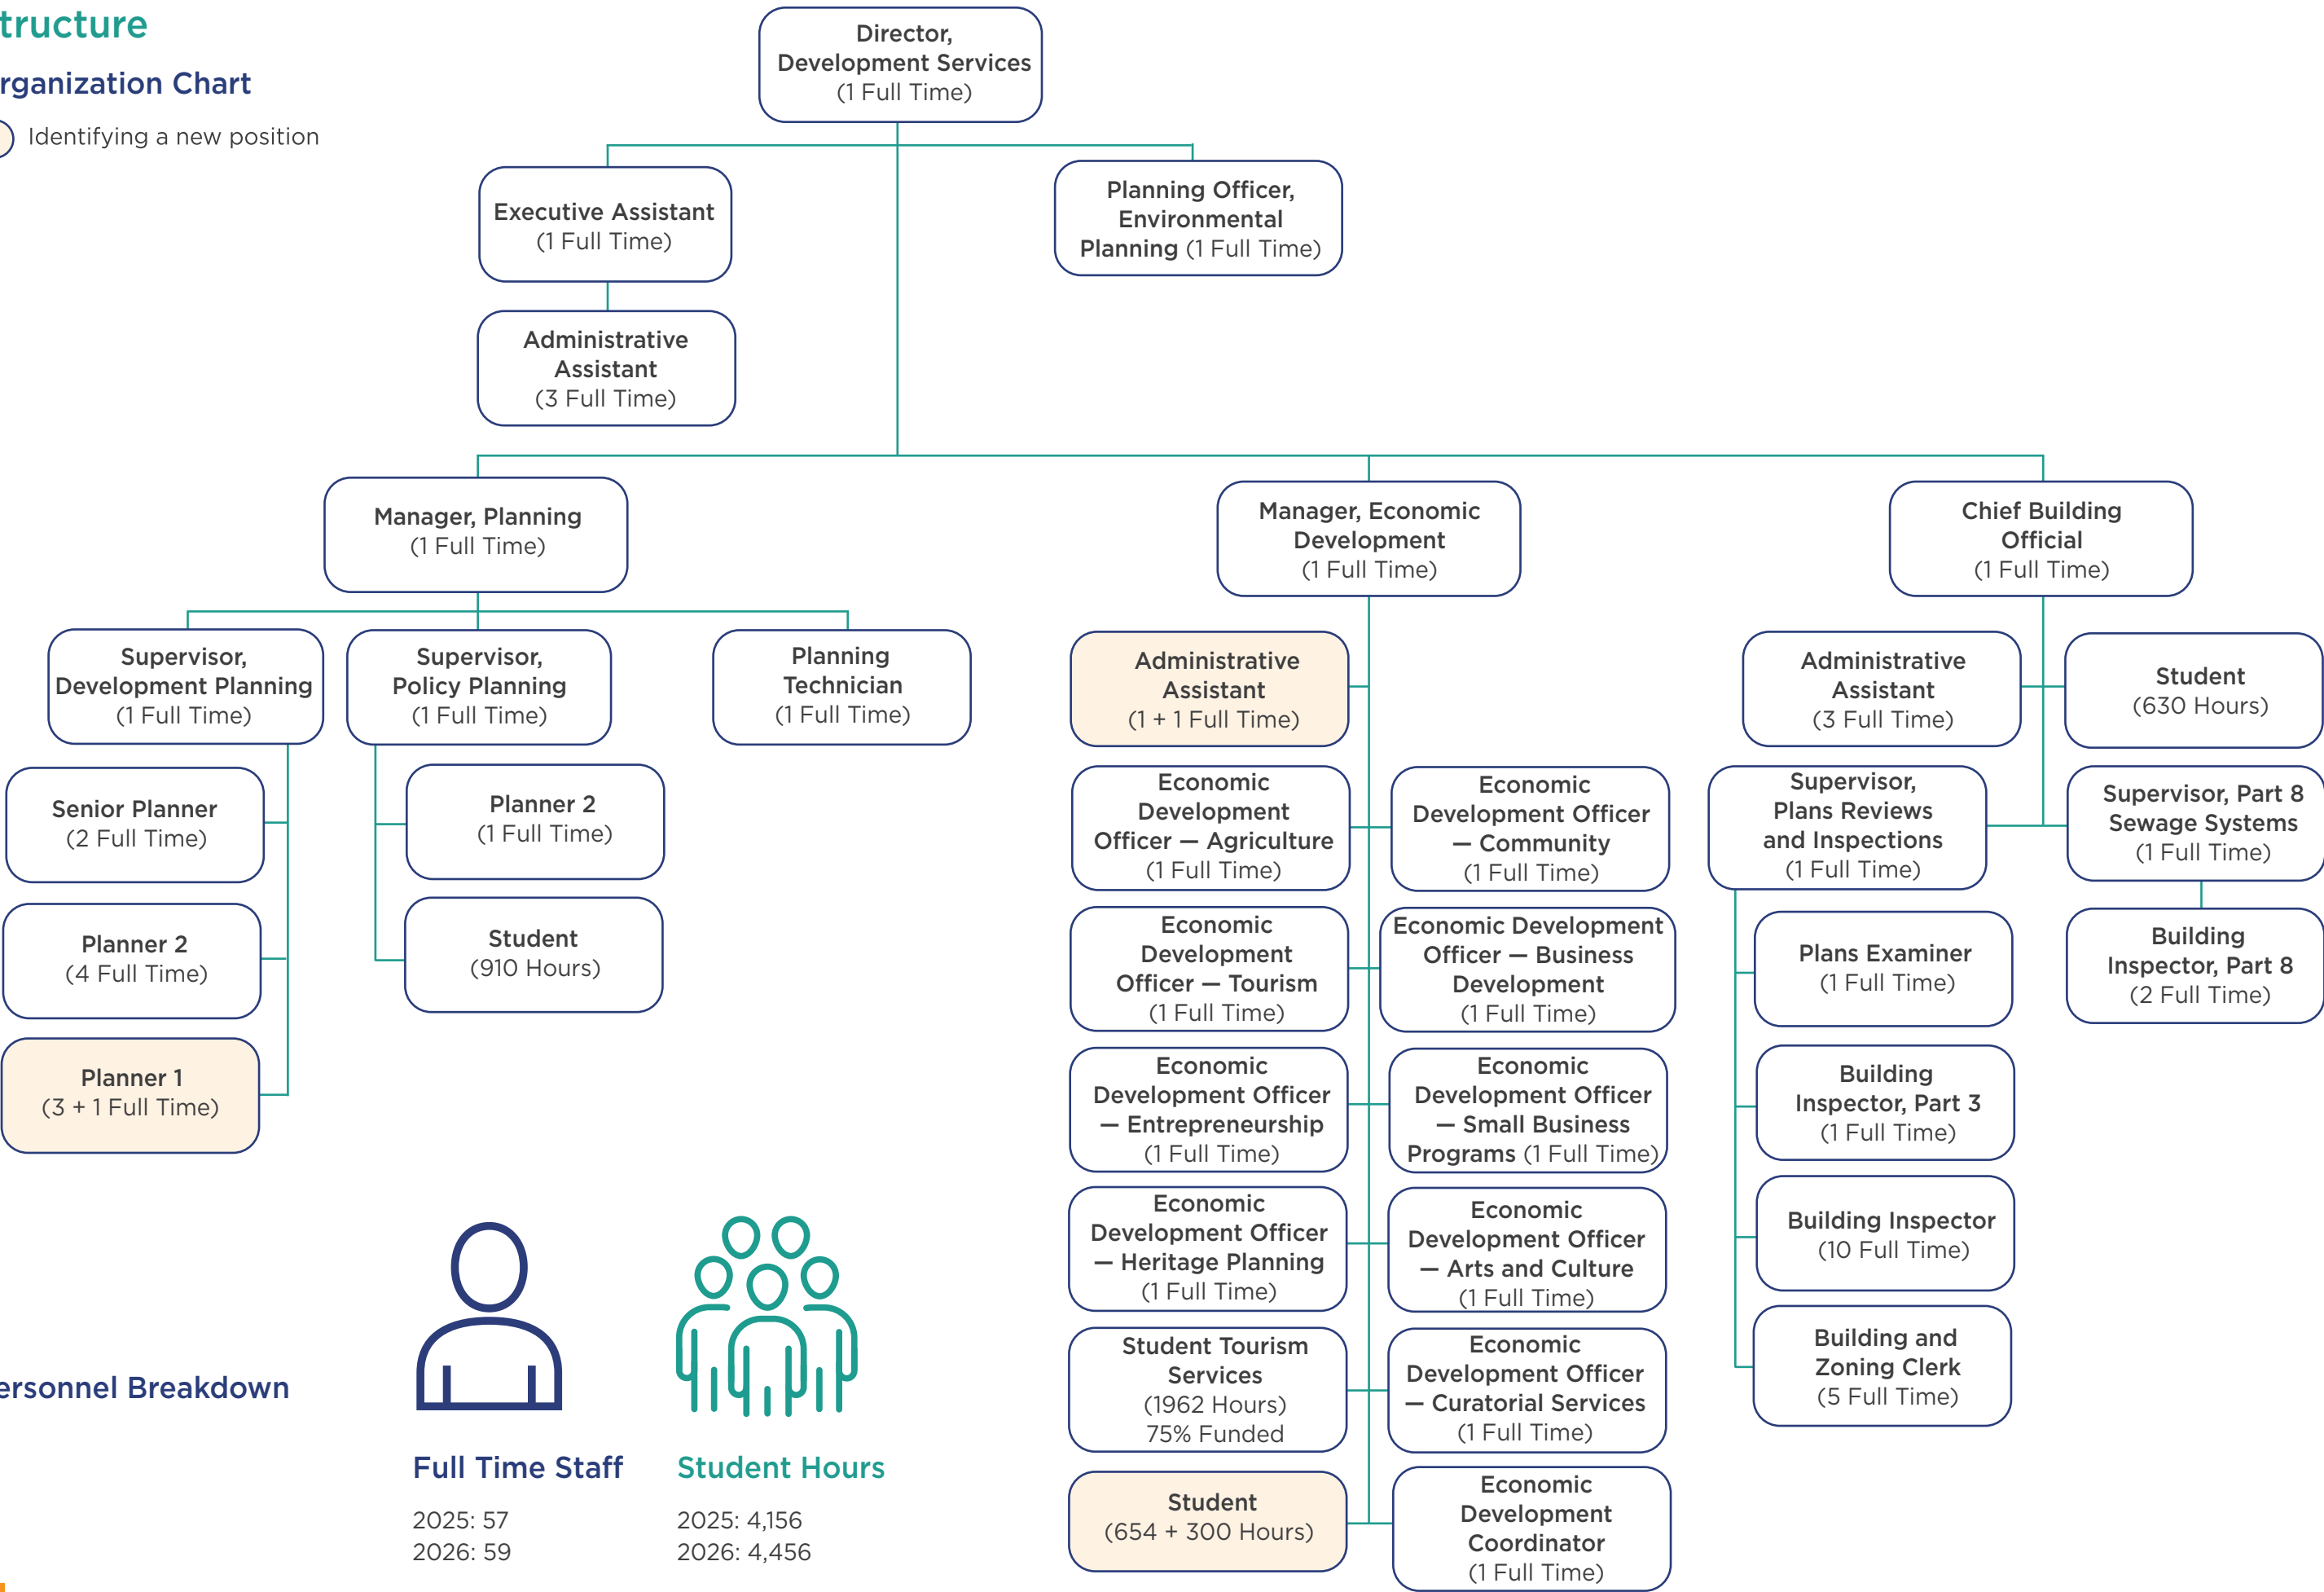 tructure
rganization Chart
Identifying a new position
Director,
Development Services
(1 Full Time)
Executive Assistant
(1 Full Time)
Planning Officer,
Environmental
Planning (1 Full Time)
Administrative
Assistant
(3 Full Time)
Manager, Planning
(1 Full Time)
Manager, Economic
Development
(1 Full Time)
Chief Building
Official
(1 Full Time)
Supervisor,
Development Planning
(1 Full Time)
Supervisor,
Policy Planning
(1 Full Time)
Planning
Technician
(1 Full Time)
Senior Planner
(2 Full Time)
Planner 2
(4 Full Time)
Planner 1
(3 + 1 Full Time)
Planner 2
(1 Full Time)
Student
(910 Hours)
Administrative
Assistant
(1 + 1 Full Time)
Economic
Development
Officer — Agriculture
(1 Full Time)
Economic
Development Officer
— Community
(1 Full Time)
Economic
Development
Officer — Tourism
(1 Full Time)
Economic Development
Officer — Business
Development
(1 Full Time)
Economic
Development Officer
— Entrepreneurship
(1 Full Time)
Economic
Development Officer
— Small Business
Programs (1 Full Time)
Economic
Development Officer
— Heritage Planning
(1 Full Time)
Economic
Development Officer
— Arts and Culture
(1 Full Time)
Student Tourism
Services
(1962 Hours)
75% Funded
Economic
Development Officer
— Curatorial Services
(1 Full Time)
Student
(654 + 300 Hours)
Economic
Development
Coordinator
(1 Full Time)
Administrative
Assistant
(3 Full Time)
Student
(630 Hours)
Supervisor,
Plans Reviews
and Inspections
(1 Full Time)
Supervisor, Part 8
Sewage Systems
(1 Full Time)
Plans Examiner
(1 Full Time)
Building
Inspector, Part 8
(2 Full Time)
Building
Inspector, Part 3
(1 Full Time)
Building Inspector
(10 Full Time)
Building and
Zoning Clerk
(5 Full Time)
ersonnel Breakdown
Full Time Staff
2025: 57
2026: 59
Student Hours
2025: 4,156
2026: 4,456